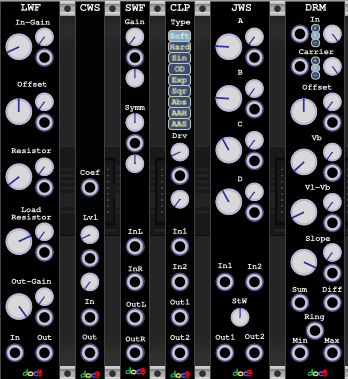 LWF
In-Gain
Offset
Resistor
Load
Resistor
Out-Gain
In Out
docB
CWS
Coef
Lvl
In
Out
docB
SWF
Gain
Symm
InL
InR
OutL
OutR
docB
CLP
Type
Soft
Hard
Sin
OD
Exp
Sqr
Abs
AAH
AAS
Drv
In1
In2
Out1
Out2
docB
JWS
A
B
C
D
In1 In2
StW
Out1 Out2
docB
DRM
In
Carrier
Offset
Vb
Vl-Vb
Slope
Sum Diff
Ring
Min Max
docB